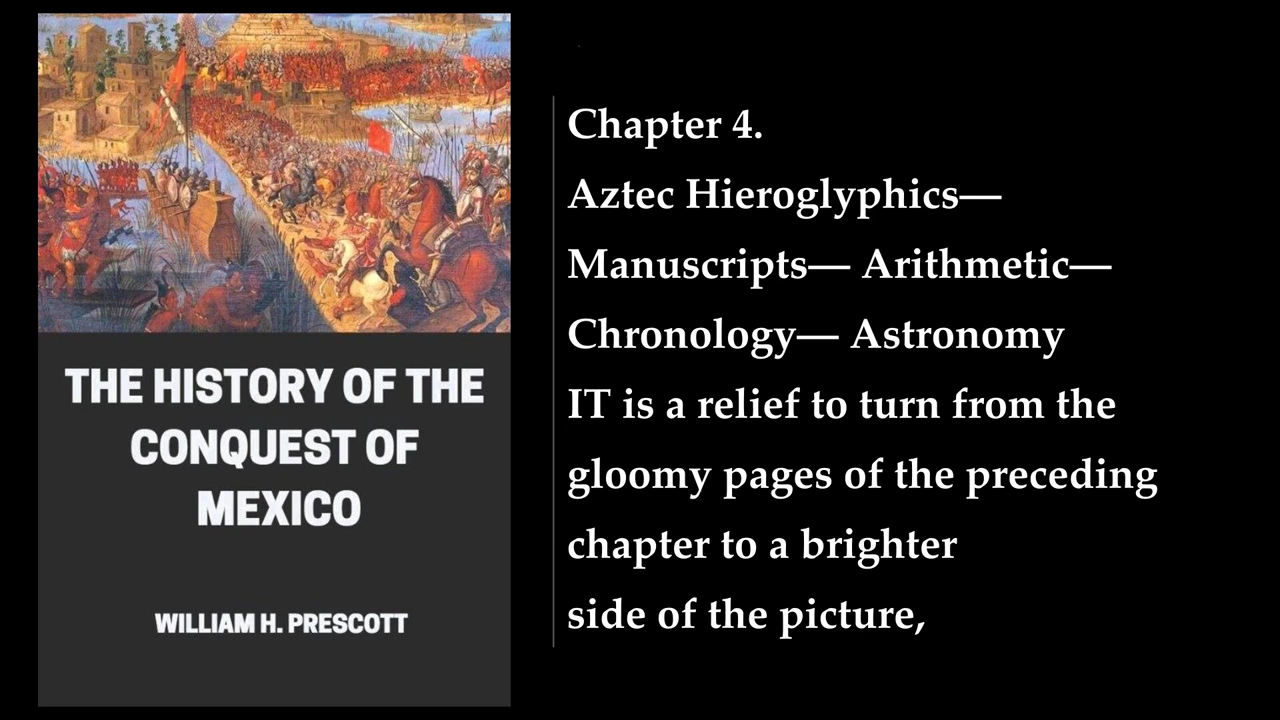 THE HISTORY OF THE
CONQUEST OF
MEXICO
WILLIAM H. PRESCOTT
Chapter 4.
Aztec Hieroglyphics—
Manuscripts— Arithmetic—
Chronology— Astronomy
IT is a relief to turn from the
gloomy pages of the preceding
chapter to a brighter
side of the picture,